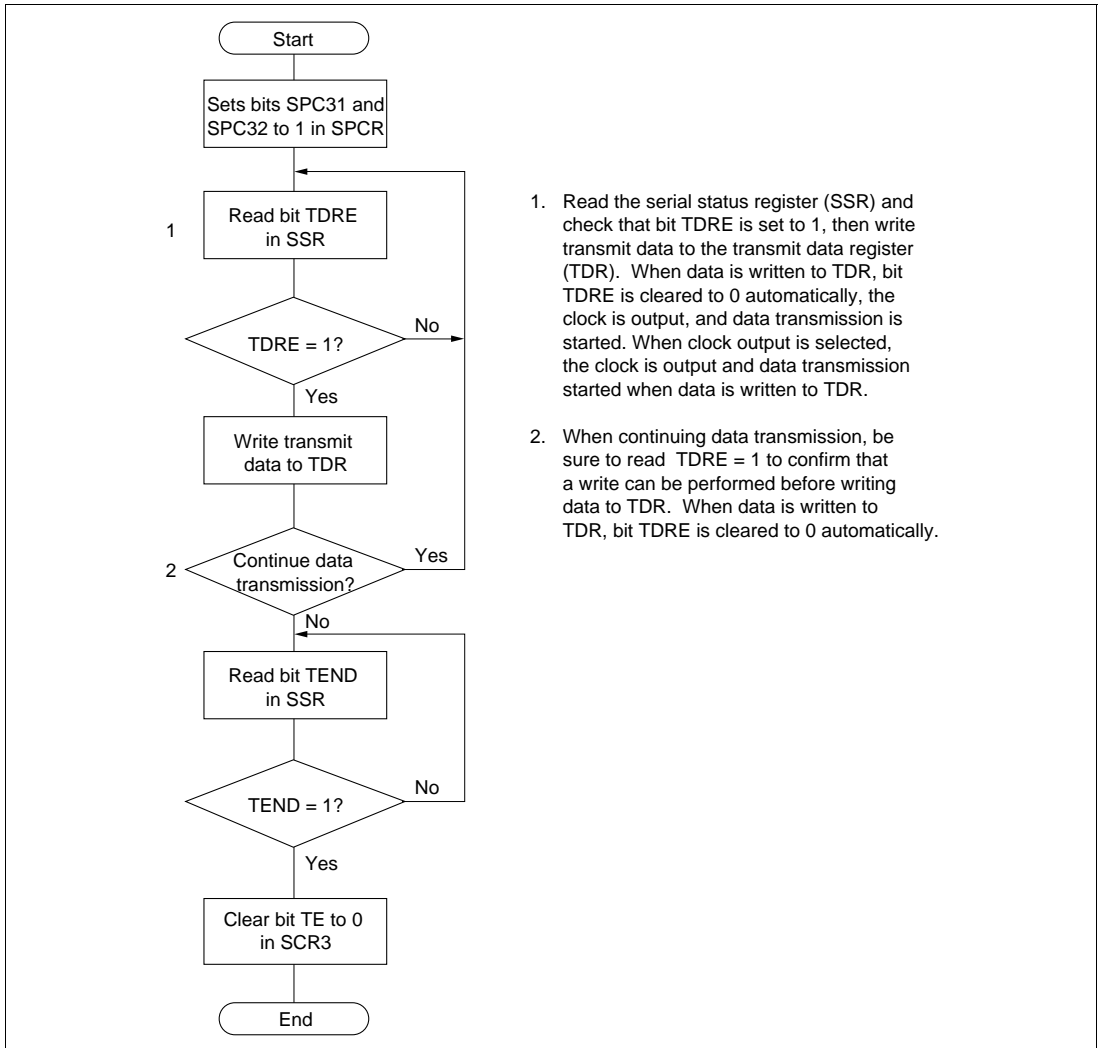 Start
Sets bits SPC31 and
SPC32 to 1 in SPCR
1
Read bit TDRE
in SSR
TDRE = 1?
No
Yes
Write transmit
data to TDR
2
Continue data
transmission?
Yes
No
Read bit TEND
in SSR
TEND = 1?
No
Yes
Clear bit TE to 0
in SCR3
End
1. Read the serial status register (SSR) and
check that bit TDRE is set to 1, then write
transmit data to the transmit data register
(TDR). When data is written to TDR, bit
TDRE is cleared to 0 automatically, the
clock is output, and data transmission is
started. When clock output is selected,
the clock is output and data transmission
started when data is written to TDR.
2. When continuing data transmission, be
sure to read TDRE = 1 to confirm that
a write can be performed before writing
data to TDR. When data is written to
TDR, bit TDRE is cleared to 0 automatically.